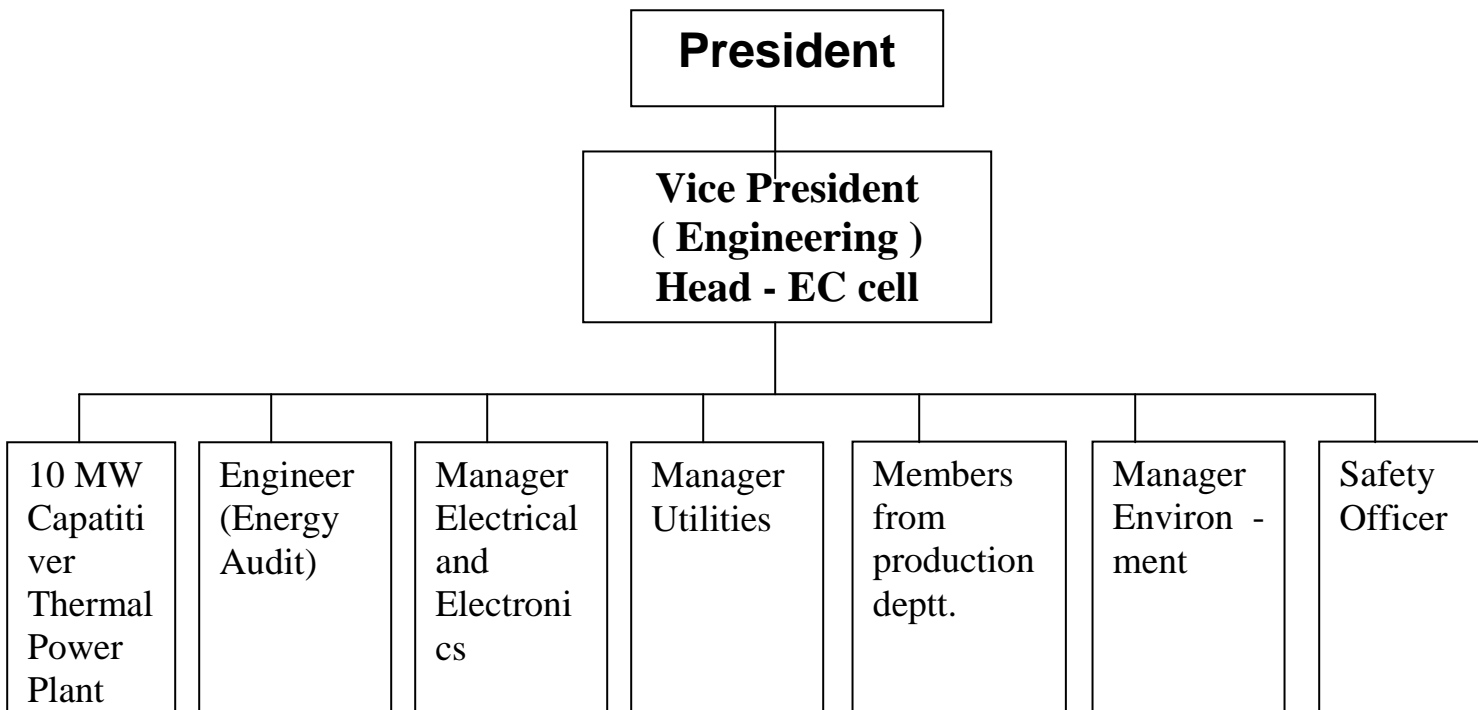 President
Vice President
( Engineering )
Head - EC cell
10 MW
Capatiti
ver
Thermal
Power
Plant
Engineer
(Energy
Audit)
Manager
Electrical
and
Electroni
cs
Manager
Utilities
Members
from
production
deptt.
Manager
Environ -
ment
Safety
Officer